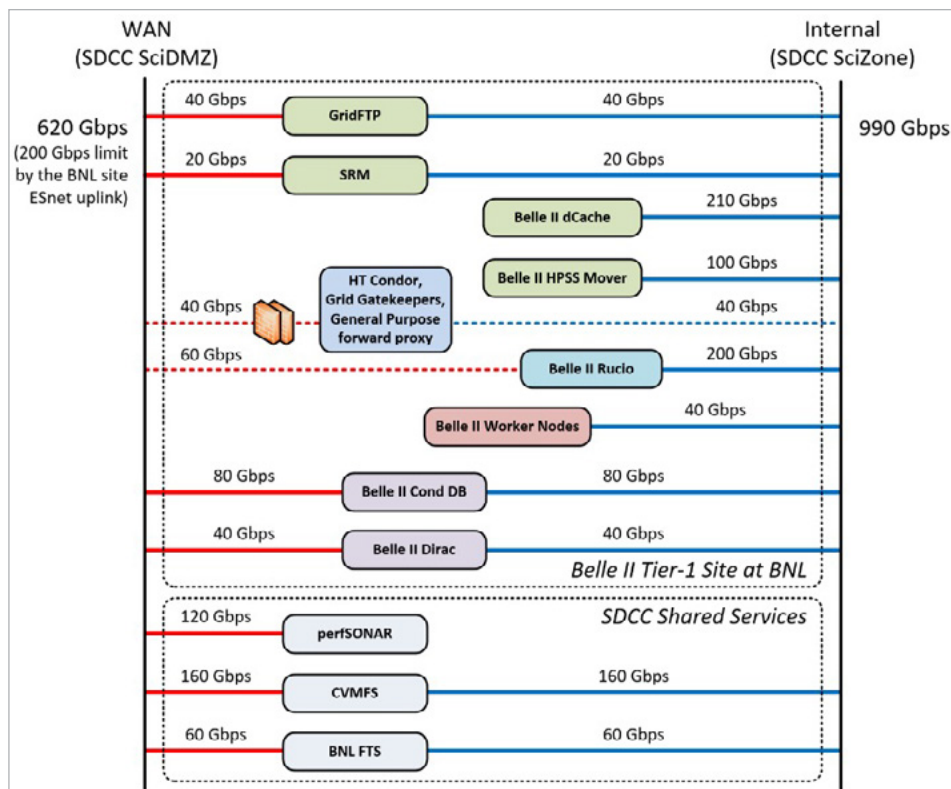 WAN
(SDCC SciDMZ)
Internal
(SDCC SciZone)
620 Gbps
(200 Gbps limit
by the BNL site
ESnet uplink)
990 Gbps
40 Gbps
GridFTP
40 Gbps
20 Gbps
SRM
20 Gbps
Belle II dCache
210 Gbps
Belle II HPSS Mover
100 Gbps
40 Gbps
HT Condor,
Grid Gatekeepers,
General Purpose
forward proxy
40 Gbps
60 Gbps
Belle II Rucio
200 Gbps
Belle II Worker Nodes
40 Gbps
80 Gbps
Belle II Cond DB
80 Gbps
40 Gbps
Belle II Dirac
40 Gbps
Belle II Tier-1 Site at BNL
SDCC Shared Services
120 Gbps
perfSONAR
160 Gbps
CVMFS
160 Gbps
60 Gbps
BNL FTS
60 Gbps